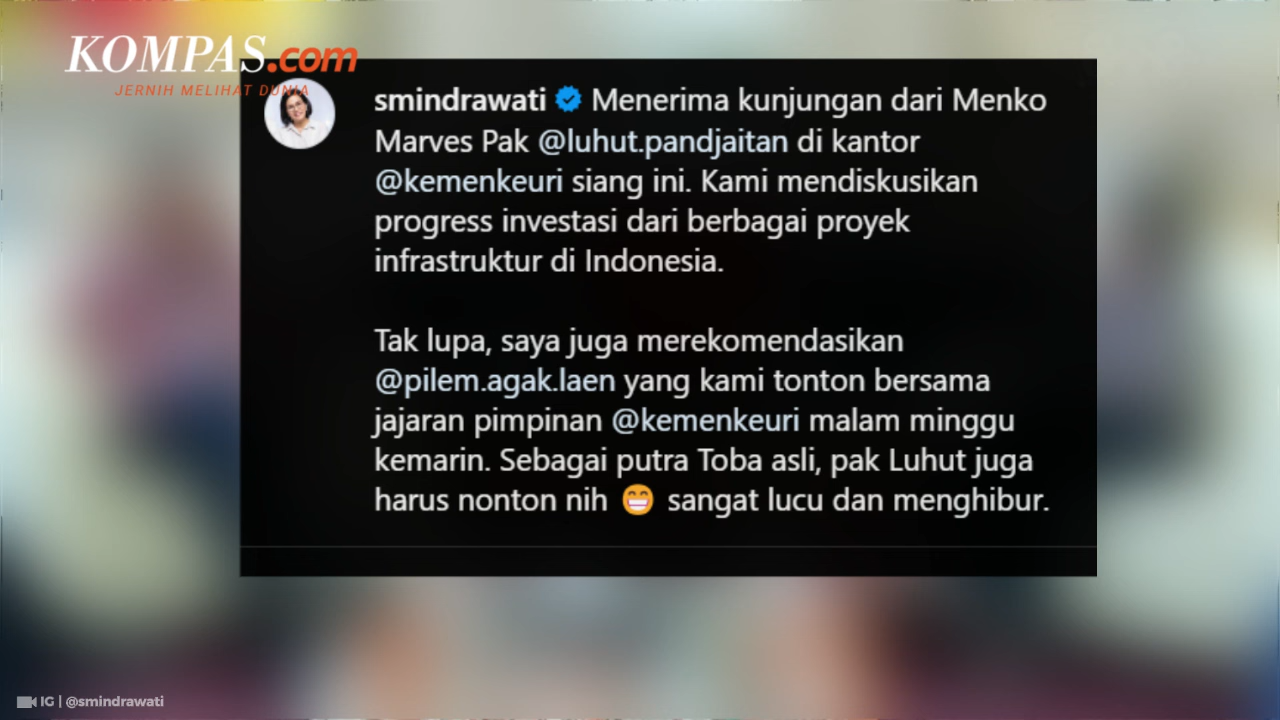 KOMPAS.com
JERNIH MELIHAT DUNIA
smindrawati Menerima kunjungan dari Menko
Marves Pak @luhut.pandjaitan di kantor
@kemenkeuri siang ini. Kami mendiskusikan
progress investasi dari berbagai proyek
infrastruktur di Indonesia.
Tak lupa, saya juga merekomendasikan
@pilem.agak.laen yang kami tonton bersama
jajaran pimpinan @kemenkeuri malam minggu
kemarin. Sebagai putra Toba asli, pak Luhut juga
harus nonton nih 😁 sangat lucu dan menghibur.
IG | @smindrawati